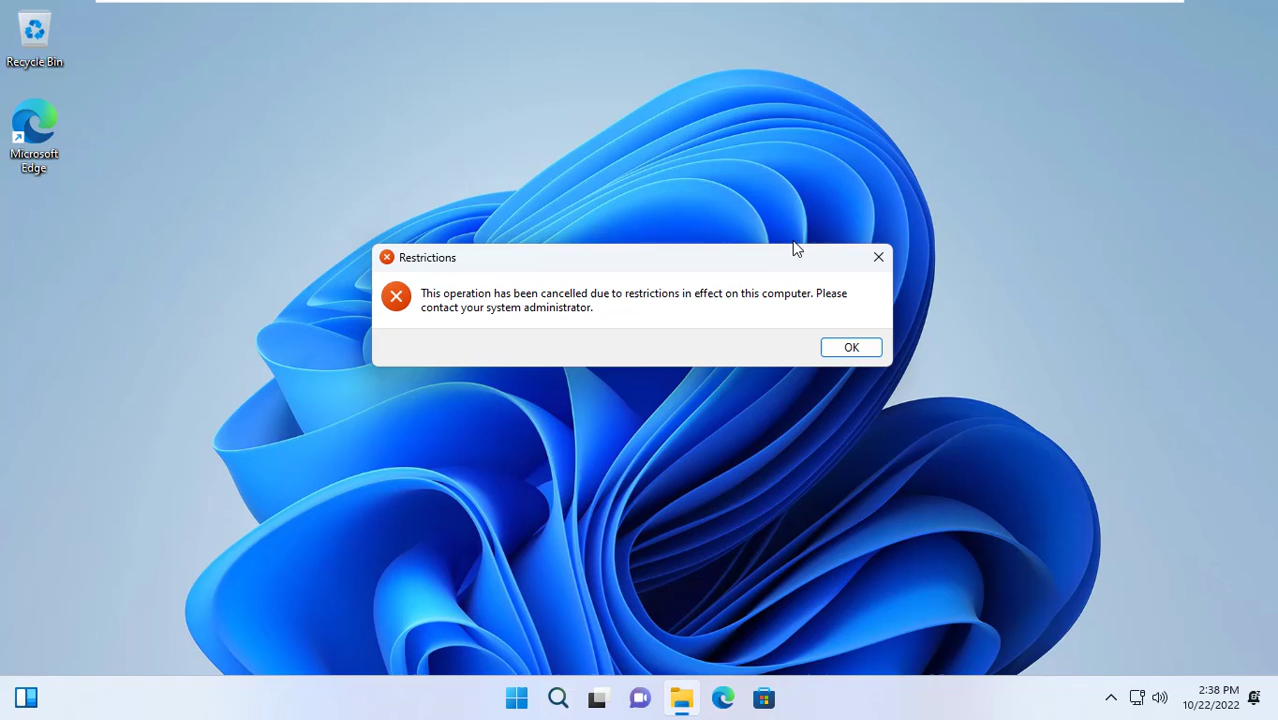 Recycle Bin
Microsoft
Edge
Restrictions
This operation has been cancelled due to restrictions in effect on this computer. Please
contact your system administrator.
OK
2:38 PM
10/22/2022